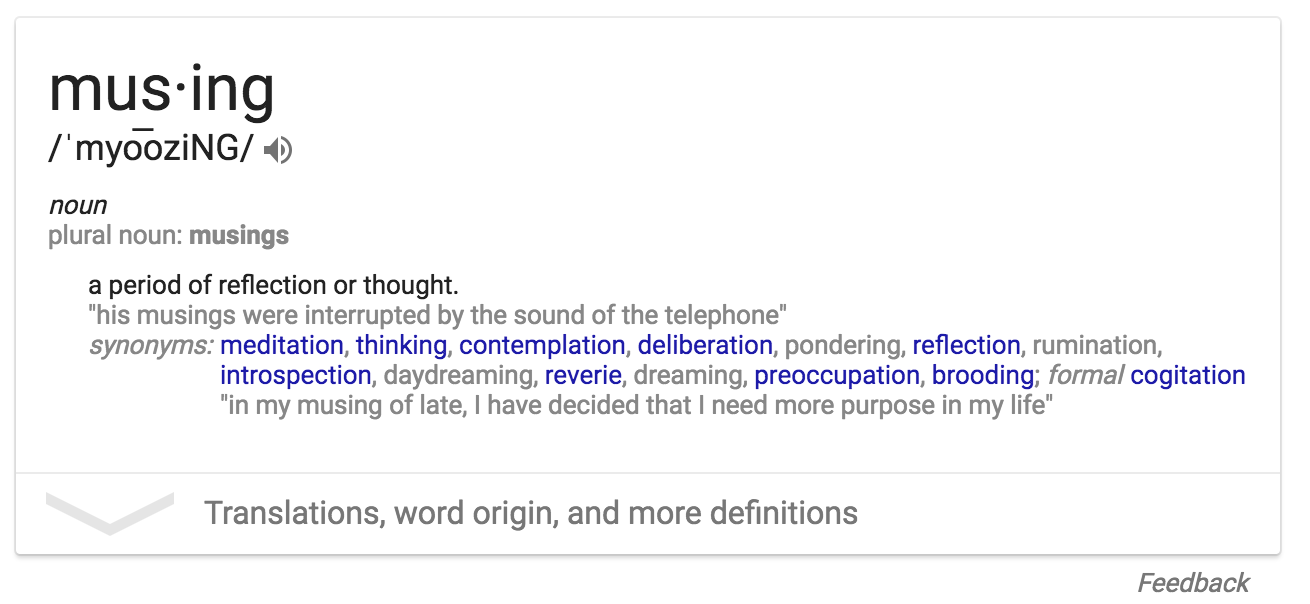 mus·ing
/ˈmyo͞oziNG/
noun
plural noun: musings
a period of reflection or thought.
"his musings were interrupted by the sound of the telephone"
synonyms: meditation, thinking, contemplation, deliberation, pondering, reflection, rumination,
introspection, daydreaming, reverie, dreaming, preoccupation, brooding; formal cogitation
"in my musing of late, I have decided that I need more purpose in my life"
Translations, word origin, and more definitions
Feedback